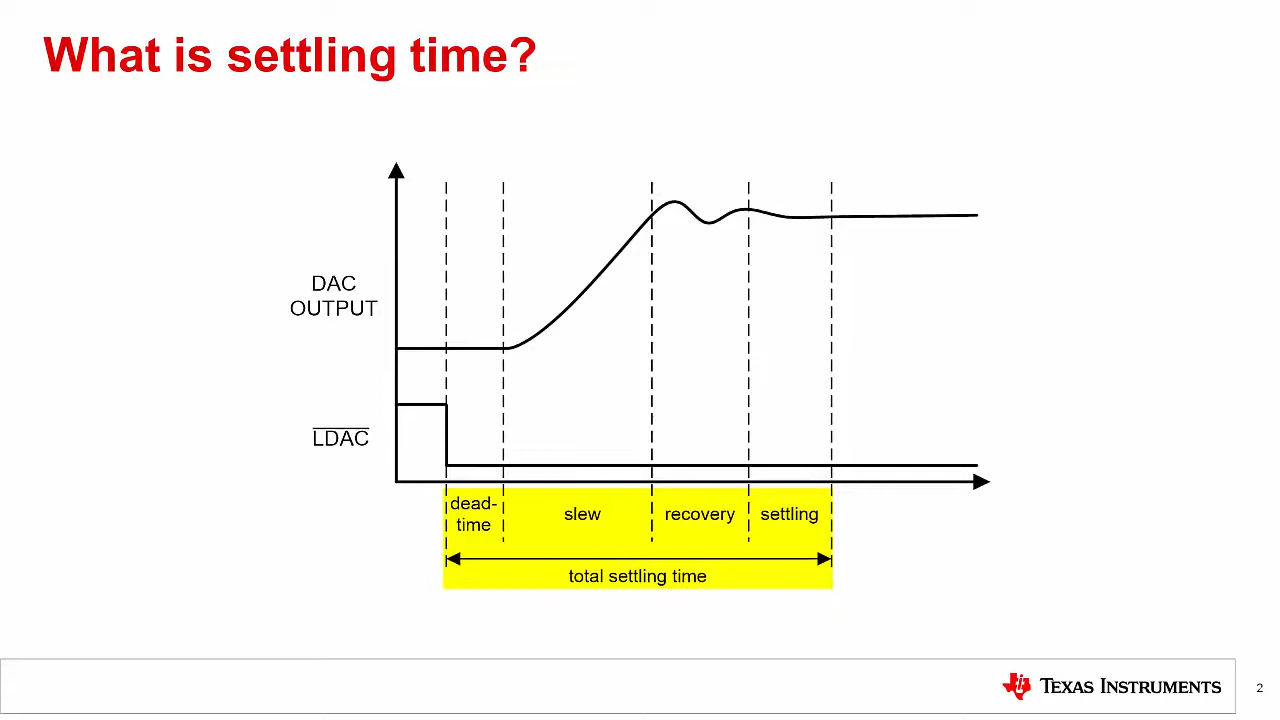 What is settling time?
DAC
OUTPUT
LDAC
dead-
time
slew
recovery
settling
total settling time
TEXAS INSTRUMENTS
2